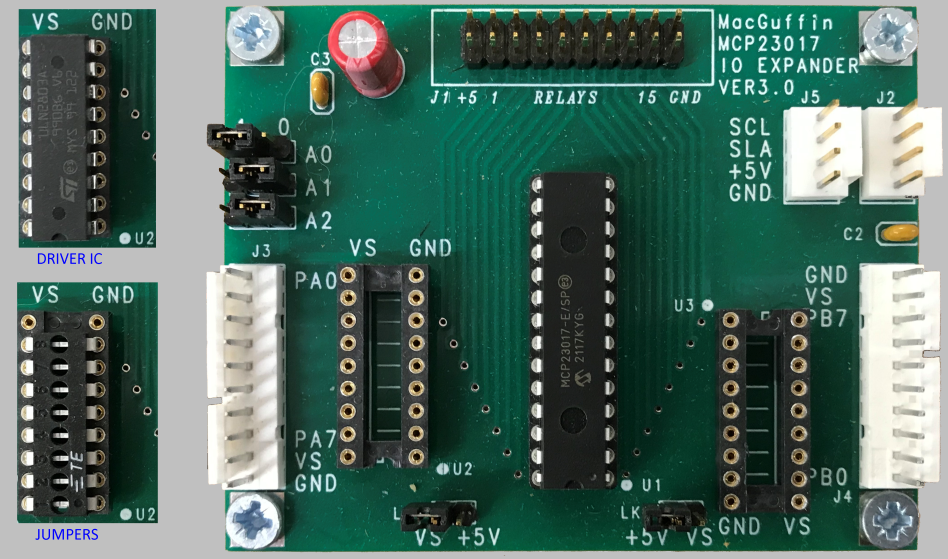 VS GND
U2
DRIVER IC
VS GND
TE
U2
JUMPERS
C3
J1 +5 1 RELAYS 15 GND
MacGuffin
MCP23017
IO EXPANDER
VER3.0
0
A0
A1
A2
J5 J2
SCL
SLA
+5V
GND
C2
J3
VS GND
PA0
PA7
VS
GND
U2
MCP23017-E/SP
2117KYG
U1
U3
GND
VS
PB7
PB0
J4
GND VS
L
VS +5V
LK
+5V VS